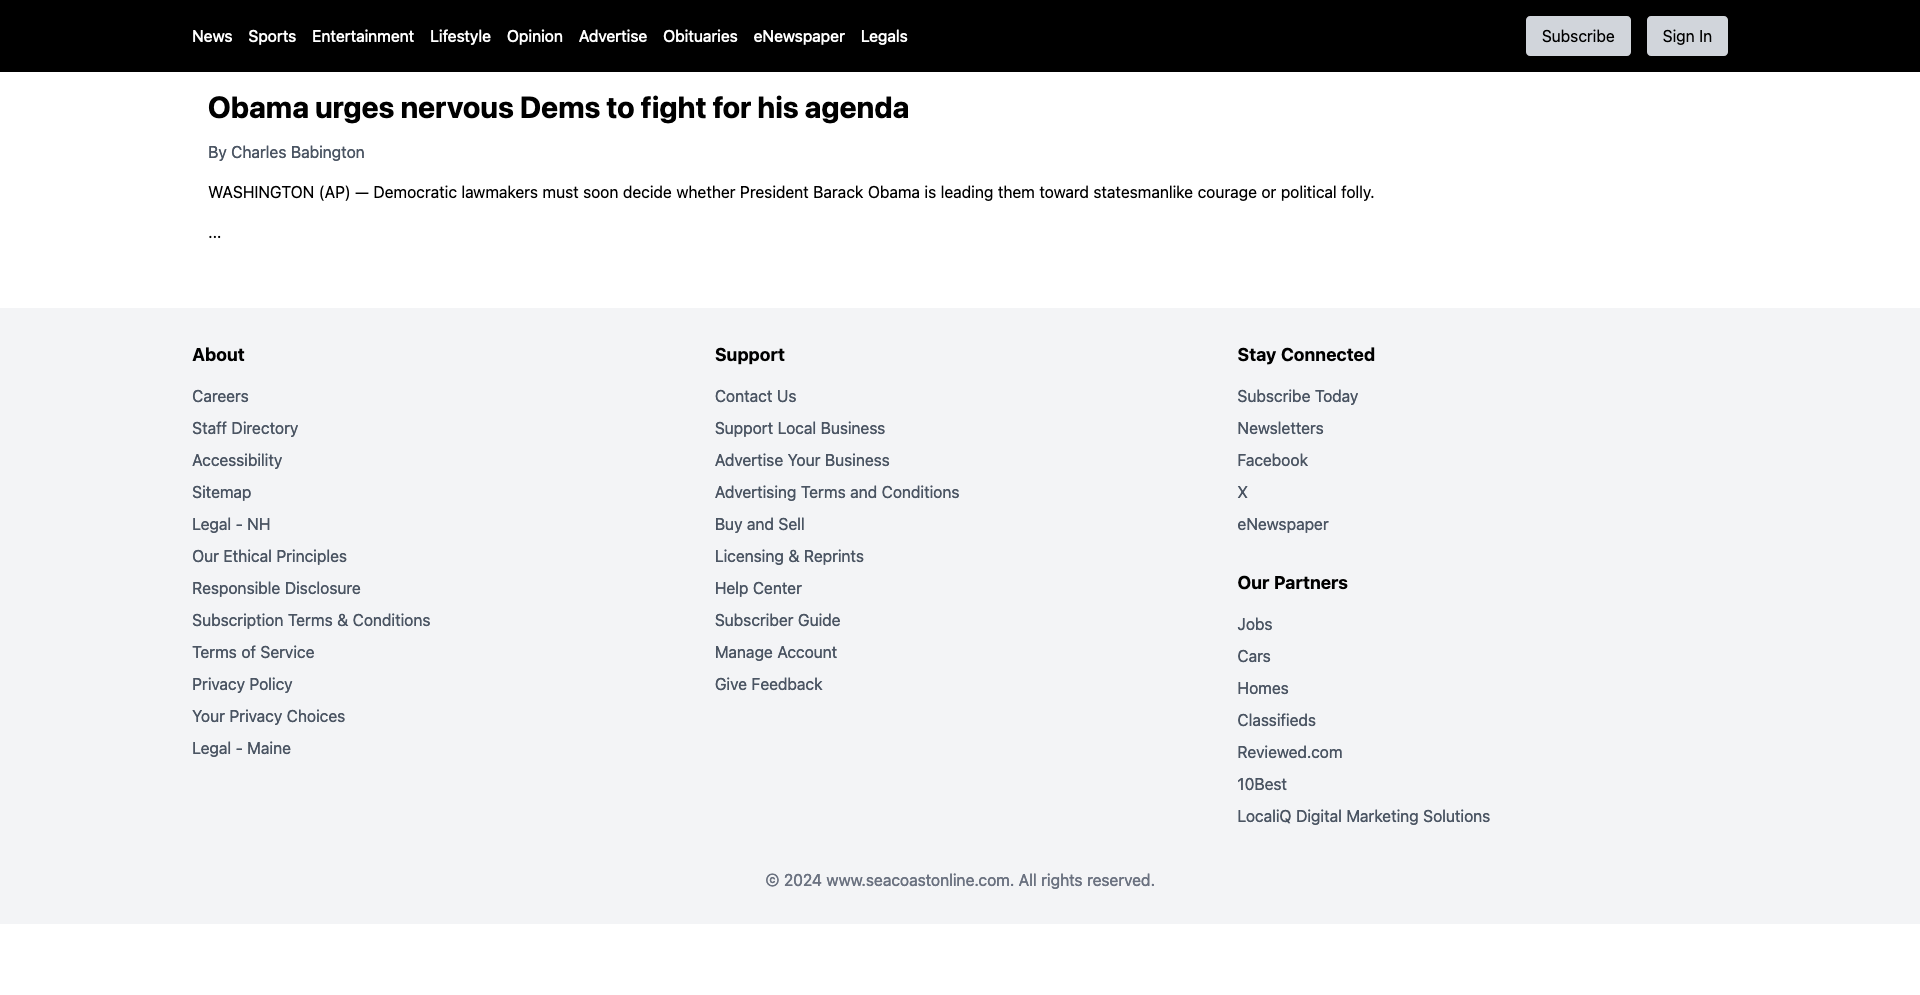 News Sports Entertainment Lifestyle Opinion Advertise Obituaries eNewspaper Legals Subscribe Sign In
Obama urges nervous Dems to fight for his agenda
By Charles Babington
WASHINGTON (AP) — Democratic lawmakers must soon decide whether President Barack Obama is leading them toward statesmanlike courage or political folly.
...
About
Careers
Staff Directory
Accessibility
Sitemap
Legal - NH
Our Ethical Principles
Responsible Disclosure
Subscription Terms & Conditions
Terms of Service
Privacy Policy
Your Privacy Choices
Legal - Maine
Support
Contact Us
Support Local Business
Advertise Your Business
Advertising Terms and Conditions
Buy and Sell
Licensing & Reprints
Help Center
Subscriber Guide
Manage Account
Give Feedback
Stay Connected
Subscribe Today
Newsletters
Facebook
X
eNewspaper
Our Partners
Jobs
Cars
Homes
Classifieds
Reviewed.com
10Best
LocaliQ Digital Marketing Solutions
© 2024 www.seacoastonline.com. All rights reserved.